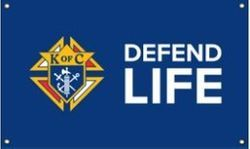 K OF C
DEFEND
LIFE